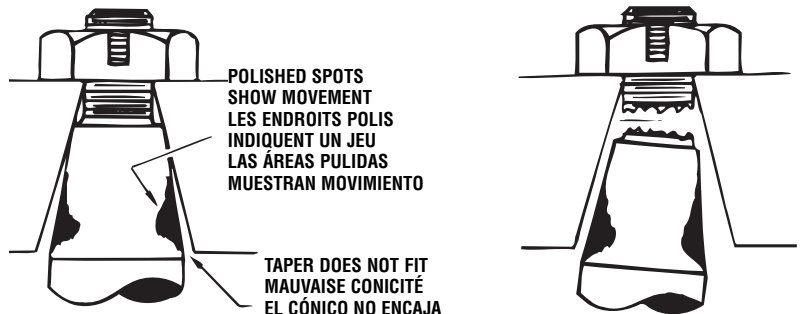 POLISHED SPOTS
SHOW MOVEMENT
LES ENDROITS POLIS
INDIQUENT UN JEU
LAS ÁREAS PULIDAS
MUESTRAN MOVIMIENTO
TAPER DOES NOT FIT
MAUVAISE CONICITÉ
EL CÓNICO NO ENCAJA